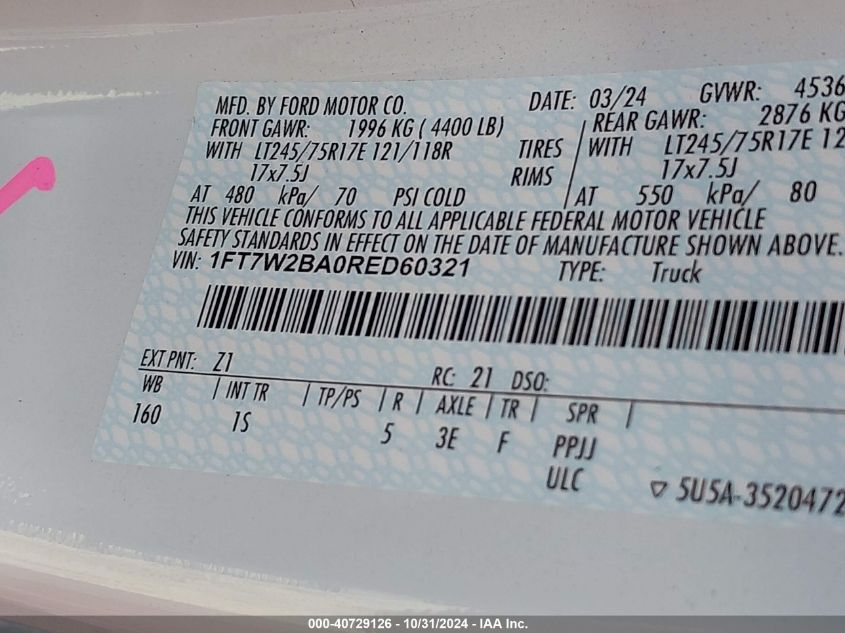 MFD. BY FORD MOTOR CO. DATE: 03/24 GVWR: 4536
FRONT GAWR: 1996 KG ( 4400 LB) REAR GAWR: 2876 KG
WITH LT245/75R17E 121/118R TIRES WITH LT245/75R17E 12
17x7.5J RIMS 17x7.5J
AT 480 kPa/ 70 PSI COLD AT 550 kPa/ 80
THIS VEHICLE CONFORMS TO ALL APPLICABLE FEDERAL MOTOR VEHICLE
SAFETY STANDARDS IN EFFECT ON THE DATE OF MANUFACTURE SHOWN ABOVE.
VIN: 1FT7W2BA0RED60321 TYPE: Truck
EXT PNT: Z1 RC: 21 DSO:
WB | INT TR | TP/PS | R | AXLE | TR | SPR |
160 1S 5 3E F PPJJ
ULC ▽ 5U5A-3520472
000-40729126 - 10/31/2024 - IAA Inc.